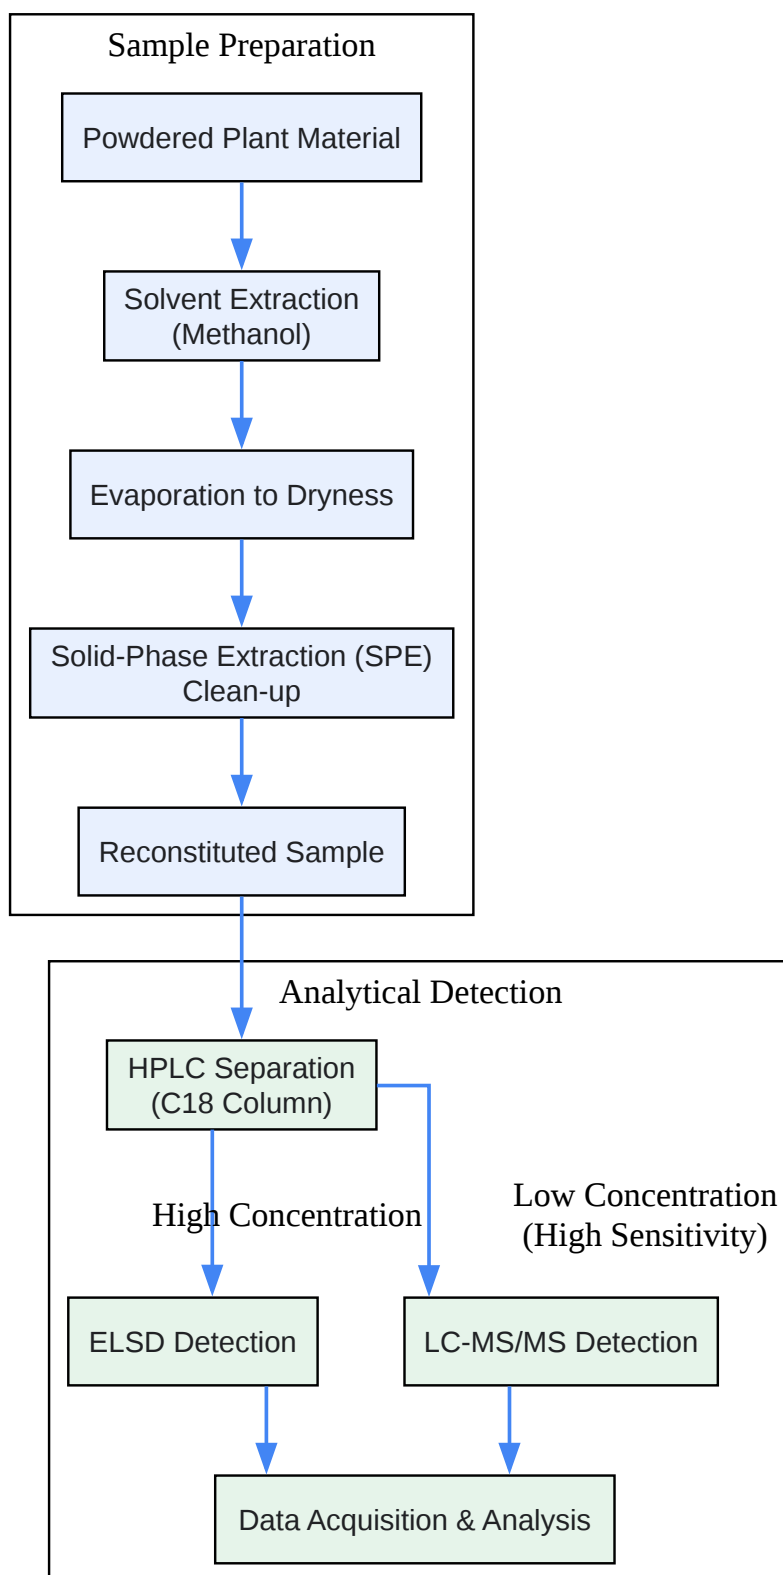 Sample Preparation
Powdered Plant Material
Solvent Extraction
(Methanol)
Evaporation to Dryness
Solid-Phase Extraction (SPE)
Clean-up
Reconstituted Sample
Analytical Detection
HPLC Separation
(C18 Column)
High Concentration
Low Concentration
(High Sensitivity)
ELSD Detection
LC-MS/MS Detection
Data Acquisition & Analysis